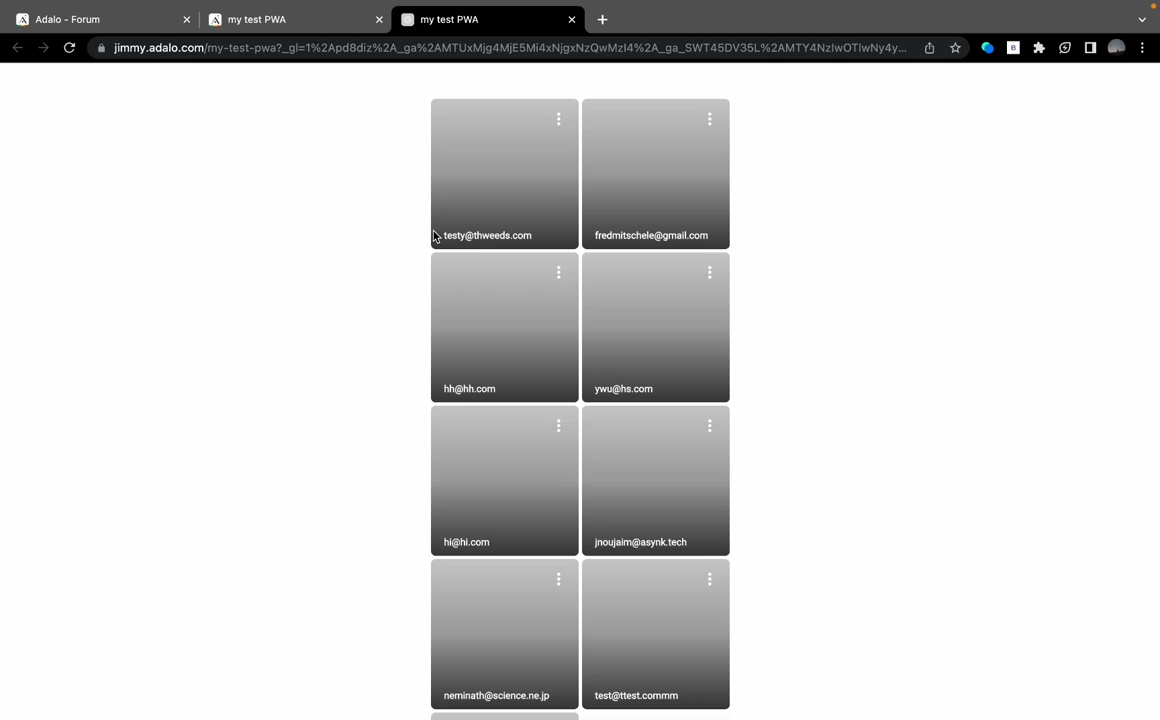 Adalo - Forum
my test PWA
my test PWA
jimmy.adalo.com/my-test-pwa?_gl=1%2Apd8diz%2A_ga%2AMTUxMjg4MjE5Mi4xNjgxNzQwMzI4%2A_ga_SWT45DV35L%2AMTY4NzIwOTIwNy4y...
B
testy@thweeds.com
fredmitschele@gmail.com
hh@hh.com
ywu@hs.com
hi@hi.com
jnoujaim@asynk.tech
neminath@science.ne.jp
test@ttest.commm